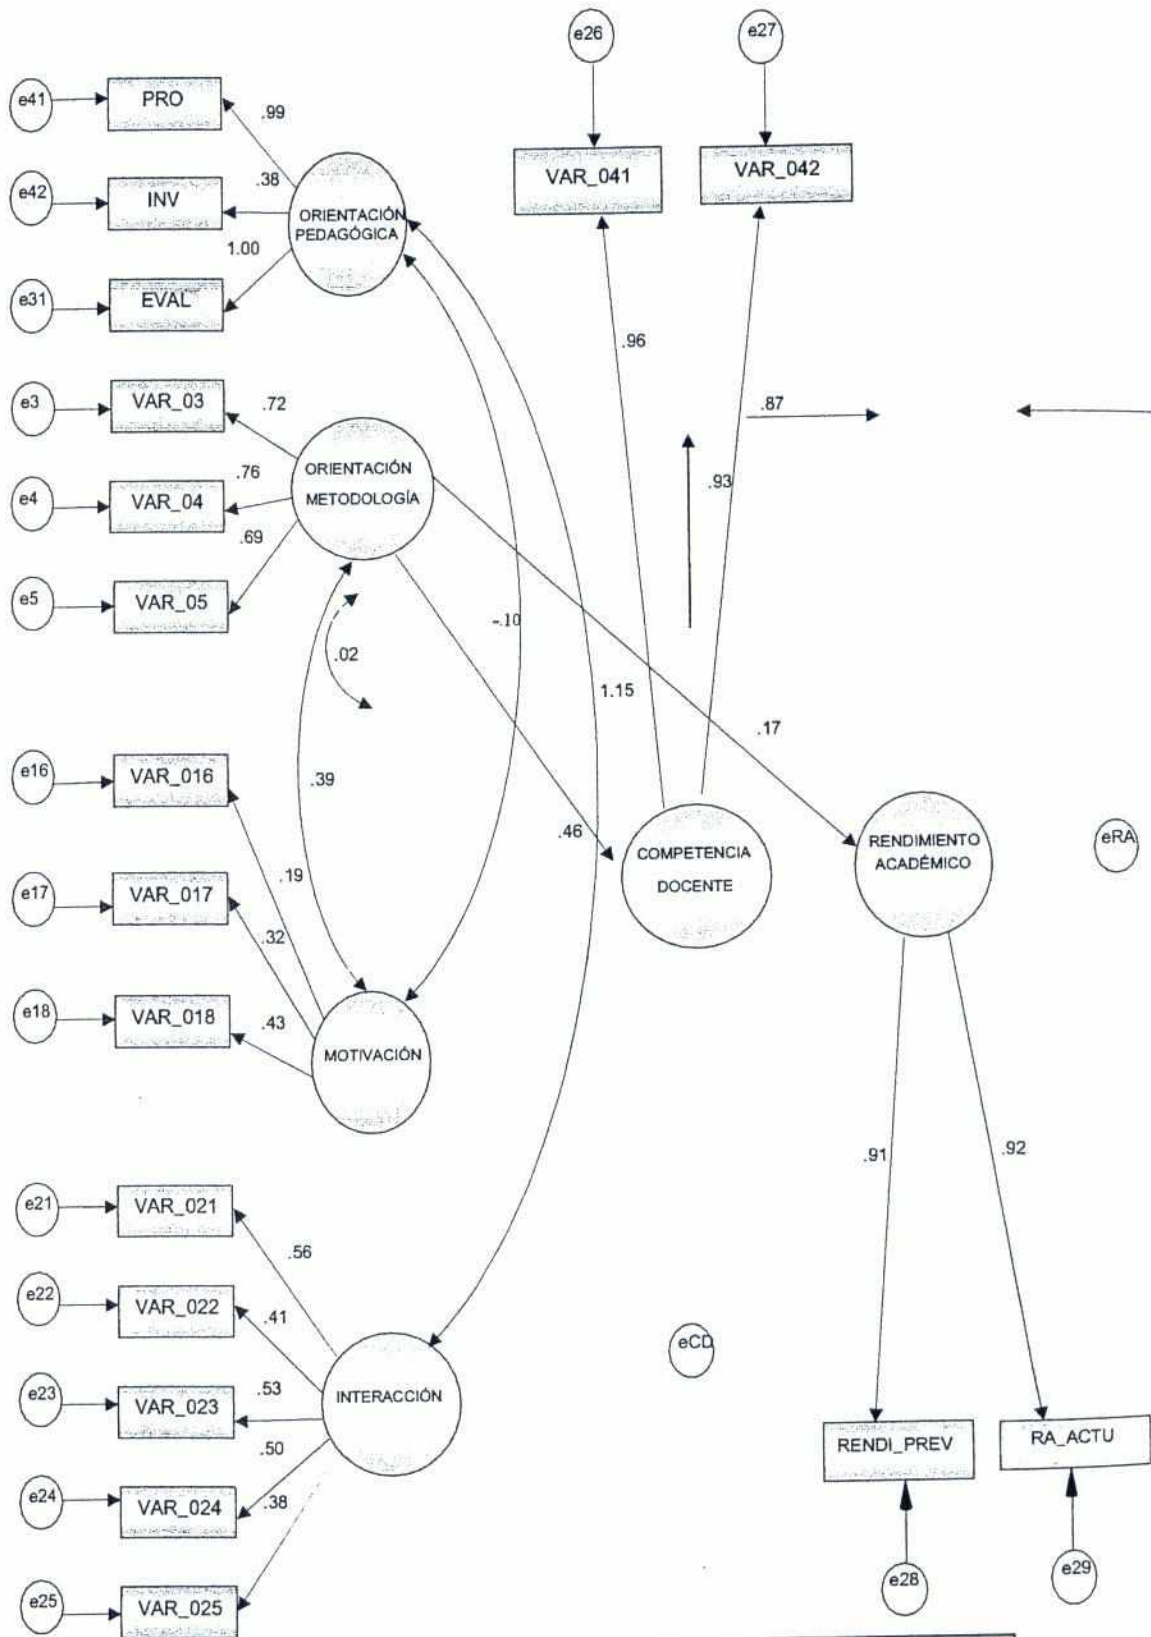 e26
e27
e41
PRO
.99
e42
INV
.38
ORIENTACIÓN
PEDAGÓGICA
VAR_041
VAR_042
1.00
e31
EVAL
.96
e3
VAR_03
.72
.87
ORIENTACIÓN
METODOLOGÍA
e4
VAR_04
.76
.93
.69
e5
VAR_05
-.10
.02
1.15
.17
e16
VAR_016
.39
.46
COMPETENCIA
DOCENTE
RENDIMIENTO
ACADÉMICO
eRA
.19
e17
VAR_017
.32
e18
VAR_018
.43
MOTIVACIÓN
.91
.92
e21
VAR_021
.56
e22
VAR_022
.41
eCD
e23
VAR_023
.53
INTERACCIÓN
.50
RENDI_PREV
RA_ACTU
e24
VAR_024
.38
e28
e29
e25
VAR_025